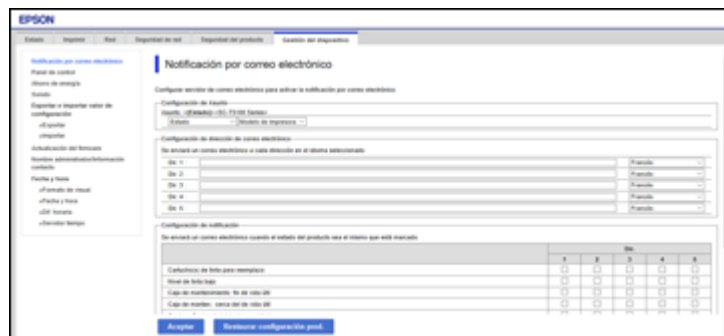 EPSON
Estado Imprimir Red Seguridad de red Seguridad del producto Gestión del dispositivo
Notificación por correo electrónico
Panel de control
Ahorro de energía
Sonido
Exportar e importar valor de
configuración
»Exportar
»Importar
Actualización del firmware
Nombre administrador/Información
contacto
Fecha y hora
»Formato de visual.
»Fecha y hora
»Dif. horaria
»Servidor tiempo
Notificación por correo electrónico
Configurar servidor de correo electrónico para activar la notificación por correo electrónico.
Configuración de Asunto
Asunto: <(Estado)>
Estado Modelo de impresora
Configuración de dirección de correo electrónico
Se enviará un correo electrónico a cada dirección en el idioma seleccionado.
Dir. 1: Francés
Dir. 2: Francés
Dir. 3: Francés
Dir. 4: Francés
Dir. 5: Francés
Configuración de notificación
Se enviará un correo electrónico cuando el estado del producto sea el mismo que está marcado
Dir.
1 2 3 4 5
Cartucho(s) de tinta para reemplazo
Nivel de tinta bajo
Caja de mantenimiento: fin de vida útil
Caja de manten.: cerca del de vida útil
Aceptar Restaurar configuración pred.